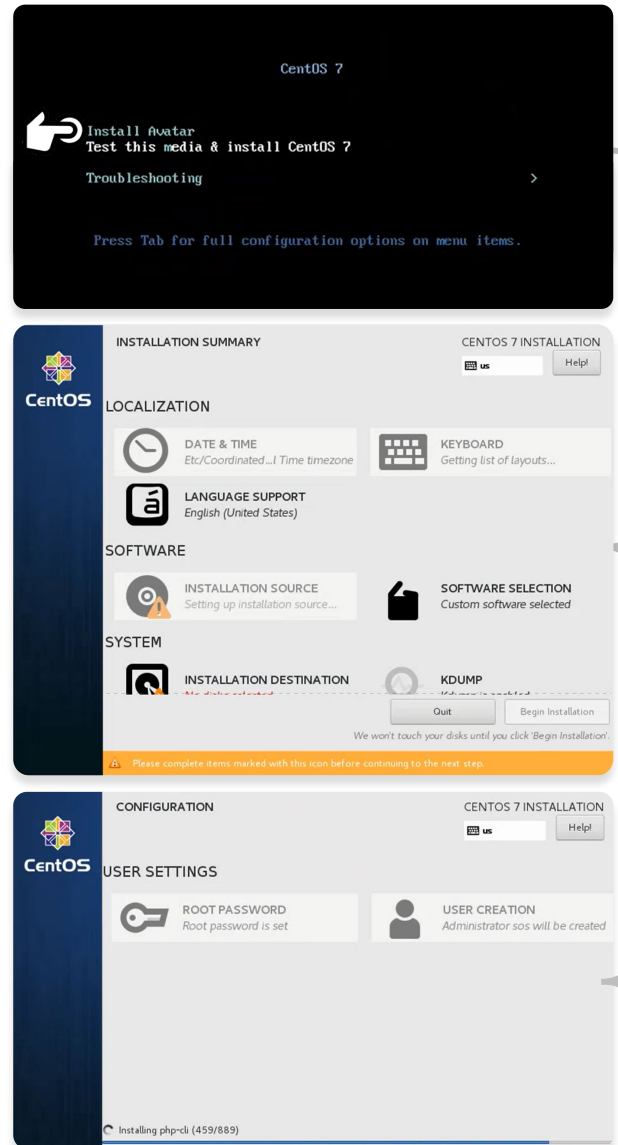 CentOS 7
Install Avatar
Test this media & install CentOS 7
Troubleshooting >
Press Tab for full configuration options on menu items.
CentOS
INSTALLATION SUMMARY
CENTOS 7 INSTALLATION
us
Help!
LOCALIZATION
DATE & TIME
Etc/Coordinated...l Time timezone
KEYBOARD
Getting list of layouts...
LANGUAGE SUPPORT
English (United States)
SOFTWARE
INSTALLATION SOURCE
Setting up installation source...
SOFTWARE SELECTION
Custom software selected
SYSTEM
INSTALLATION DESTINATION
No disks selected
KDUMP
Kdump is enabled
Quit
Begin Installation
We won't touch your disks until you click 'Begin Installation'.
Please complete items marked with this icon before continuing to the next step.
CentOS
CONFIGURATION
CENTOS 7 INSTALLATION
us
Help!
USER SETTINGS
ROOT PASSWORD
Root password is set
USER CREATION
Administrator sos will be created
Installing php-cli (459/889)